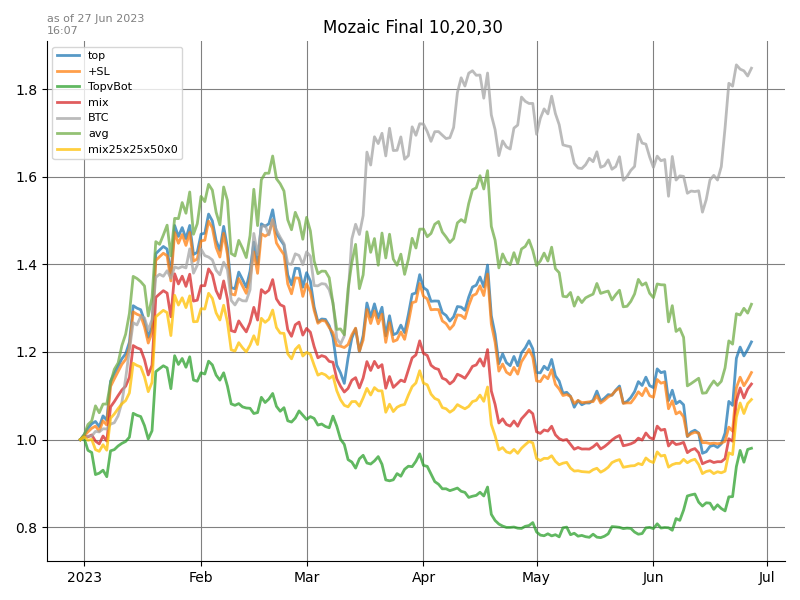 as of 27 Jun 2023
16:07
Mozaic Final 10,20,30
top
+SL
TopvBot
mix
BTC
avg
mix25x25x50x0
1.8
1.6
1.4
1.2
1.0
0.8
2023 Feb Mar Apr May Jun Jul